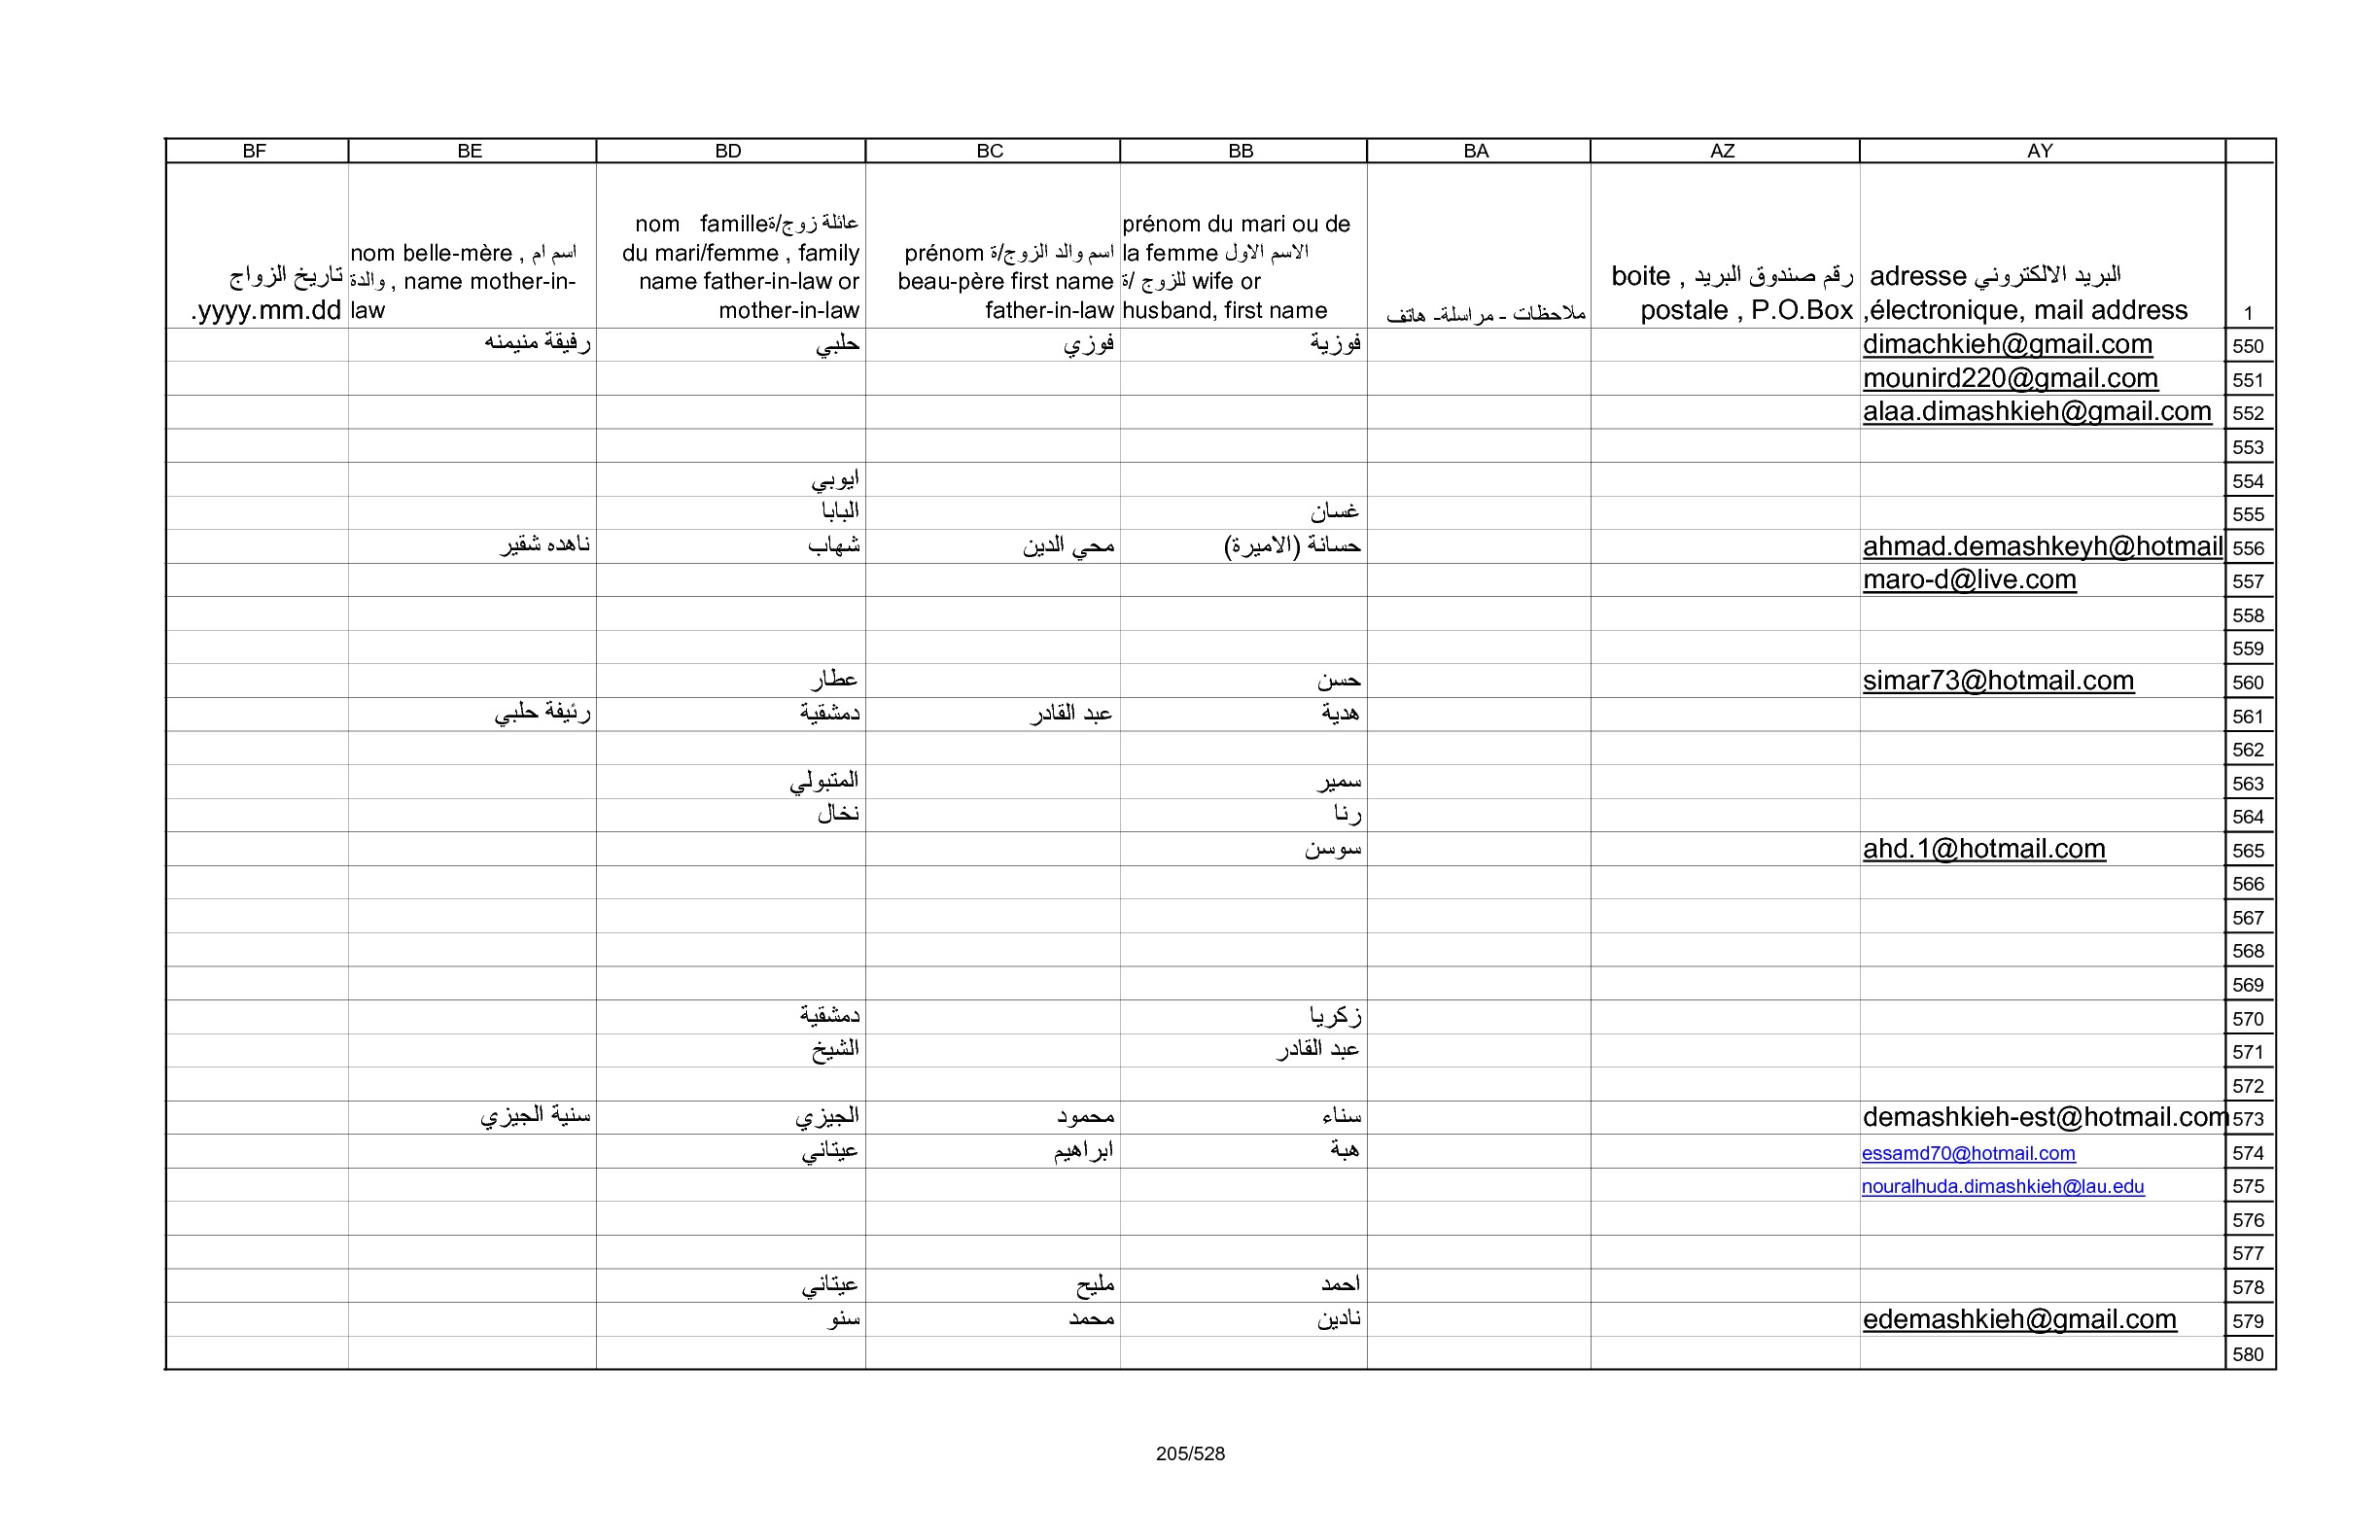 AY AZ BA BB BC BD BE BF
1
البريد الالكتروني adresse
électronique, mail address,
رقم صندوق البريد , boite
postale , P.O.Box
ملاحظات - مراسلة- هاتف
prénom du mari ou de
la femme الاسم الاول
للزوج /ة wife or
husband, first name
اسم والد الزوج/ة prénom
beau-père first name
father-in-law
عائلة زوج/ة nom famille
du mari/femme , family
name father-in-law or
mother-in-law
nom belle-mère , اسم ام
والدة , name mother-in-
law
تاريخ الزواج
yyyy.mm.dd.
550 dimachkieh@gmail.com فوزية فوزي حلبي رفيقة منيمنه
551 mounird220@gmail.com
552 alaa.dimashkieh@gmail.com
553
554 ايوبي
555 غسان البابا
556 ahmad.demashkeyh@hotmail حسانة (الاميرة) محي الدين شهاب ناهده شقير
557 maro-d@live.com
558
559
560 simar73@hotmail.com حسن عطار
561 هدية عبد القادر دمشقية رئيفة حلبي
562
563 سمير المتبولي
564 رنا نخال
565 ahd.1@hotmail.com سوسن
566
567
568
569
570 زكريا دمشقية
571 عبد القادر الشيخ
572
573 demashkieh-est@hotmail.com سناء محمود الجيزي سنية الجيزي
574 essamd70@hotmail.com هبة ابراهيم عيتاني
575 nouralhuda.dimashkieh@lau.edu
576
577
578 احمد مليح عيتاني
579 edemashkieh@gmail.com نادين محمد سنو
580
205/528